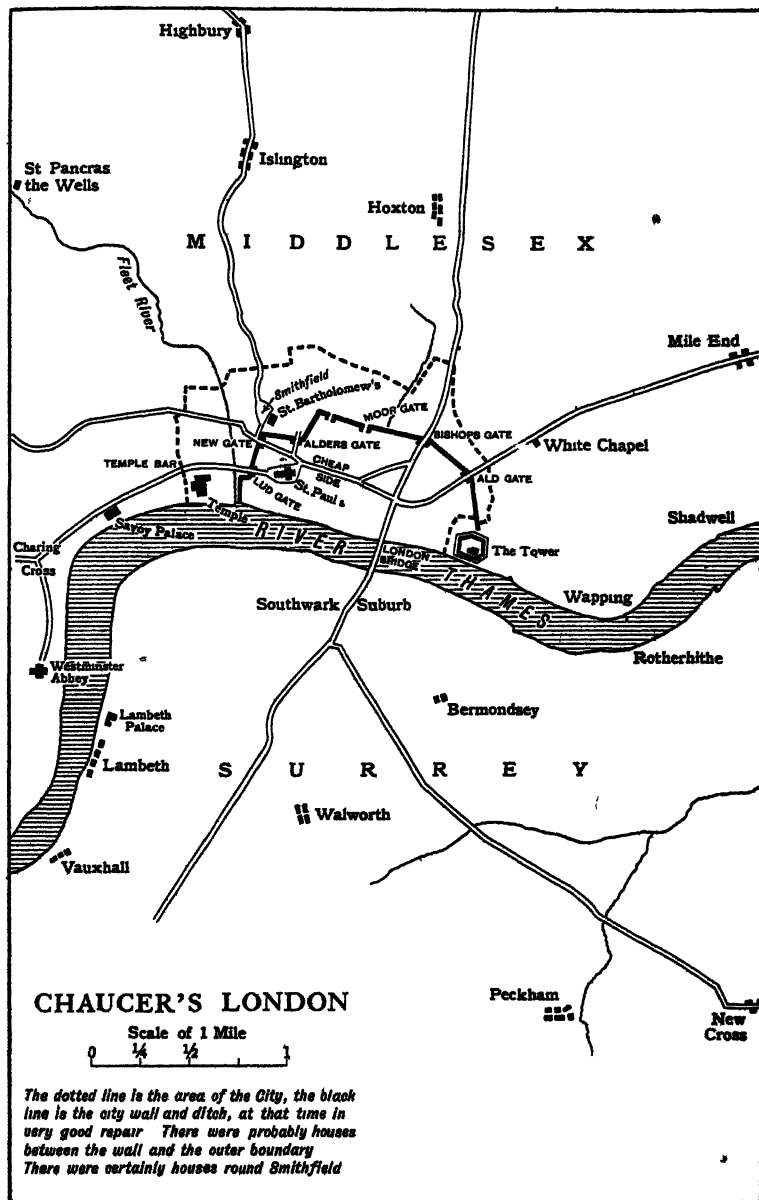 Highbury
Islington
St Pancras
the Wells
Hoxton
MIDDLESEX
Fleet River
Mile End
Smithfield
St. Bartholomew's
MOOR GATE
NEW GATE
ALDERS GATE
BISHOPS GATE
White Chapel
TEMPLE BAR
CHEAP
SIDE
ALD GATE
St. Pauls
LUD GATE
Temple
Savoy Palace
RIVER THAMES
Shadwell
Charing
Cross
LONDON
BRIDGE
The Tower
Southwark Suburb
Wapping
Rotherhithe
Westminster
Abbey
Bermondsey
Lambeth
Palace
Lambeth
SURREY
Walworth
Vauxhall
Peckham
New
Cross
CHAUCER'S LONDON
Scale of 1 Mile
0 ¼ ½ 1
The dotted line is the area of the City, the black
line is the city wall and ditch, at that time in
very good repair There were probably houses
between the wall and the outer boundary
There were certainly houses round Smithfield